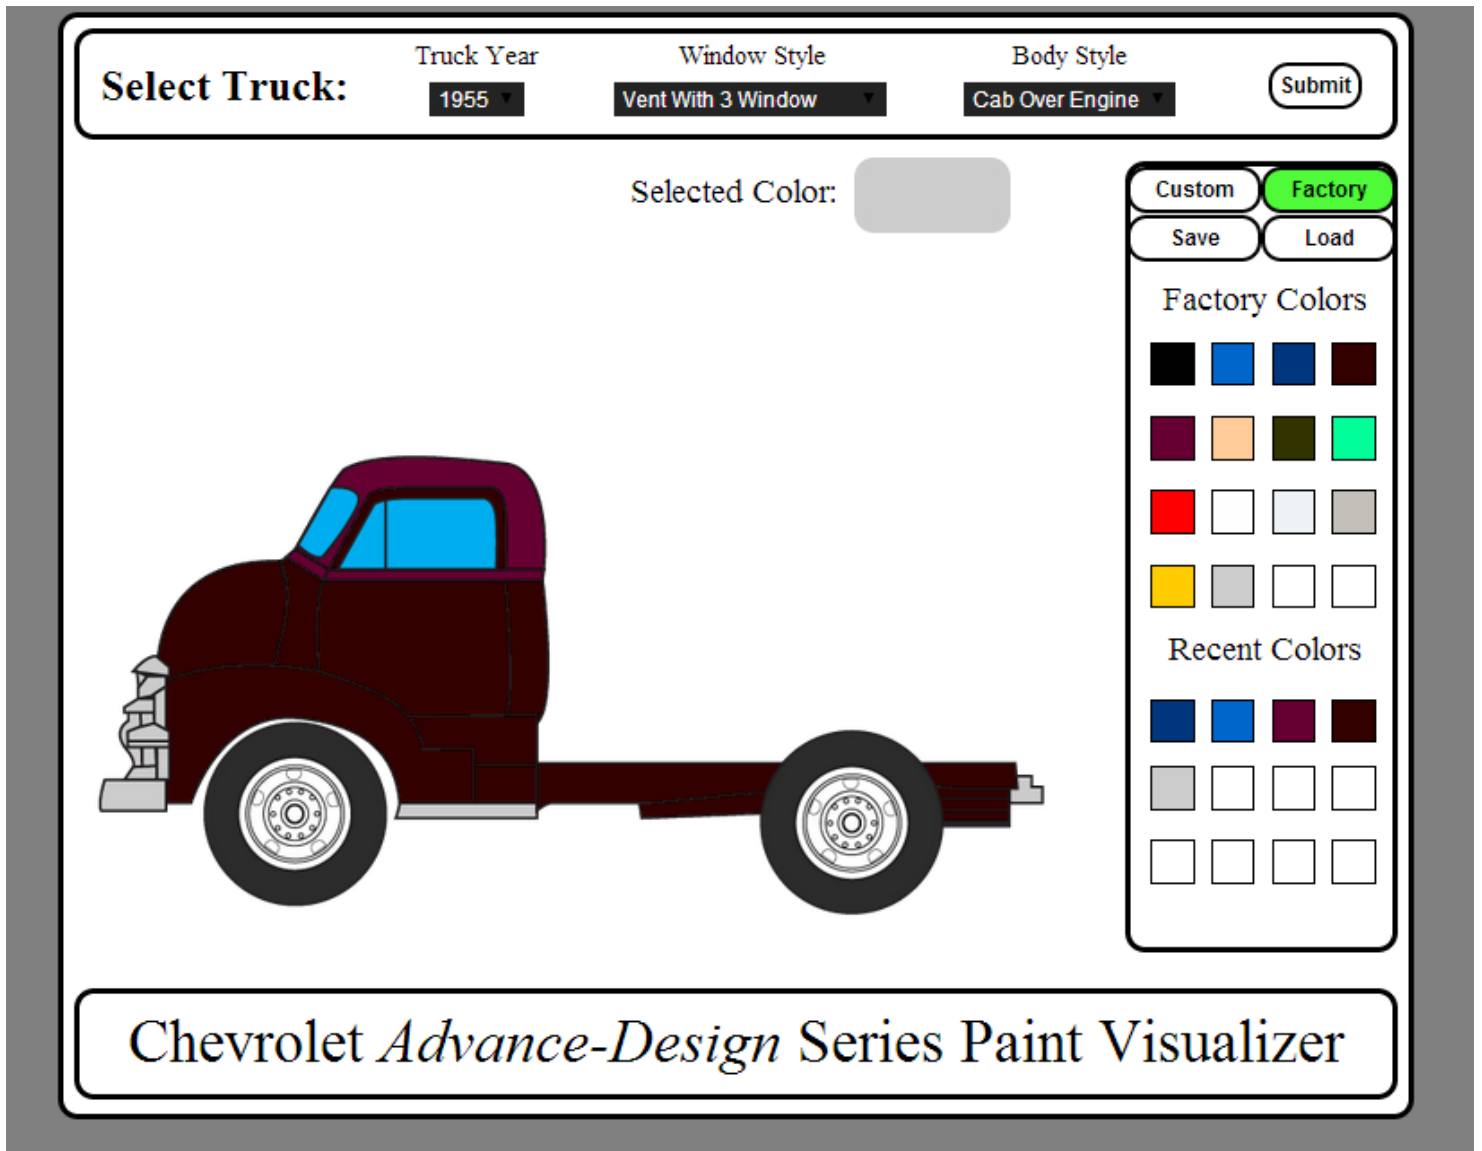 Select Truck:
Truck Year
Window Style
Body Style
1955
Vent With 3 Window
Cab Over Engine
Submit
Selected Color:
Custom
Factory
Save
Load
Factory Colors
Recent Colors
Chevrolet Advance-Design Series Paint Visualizer